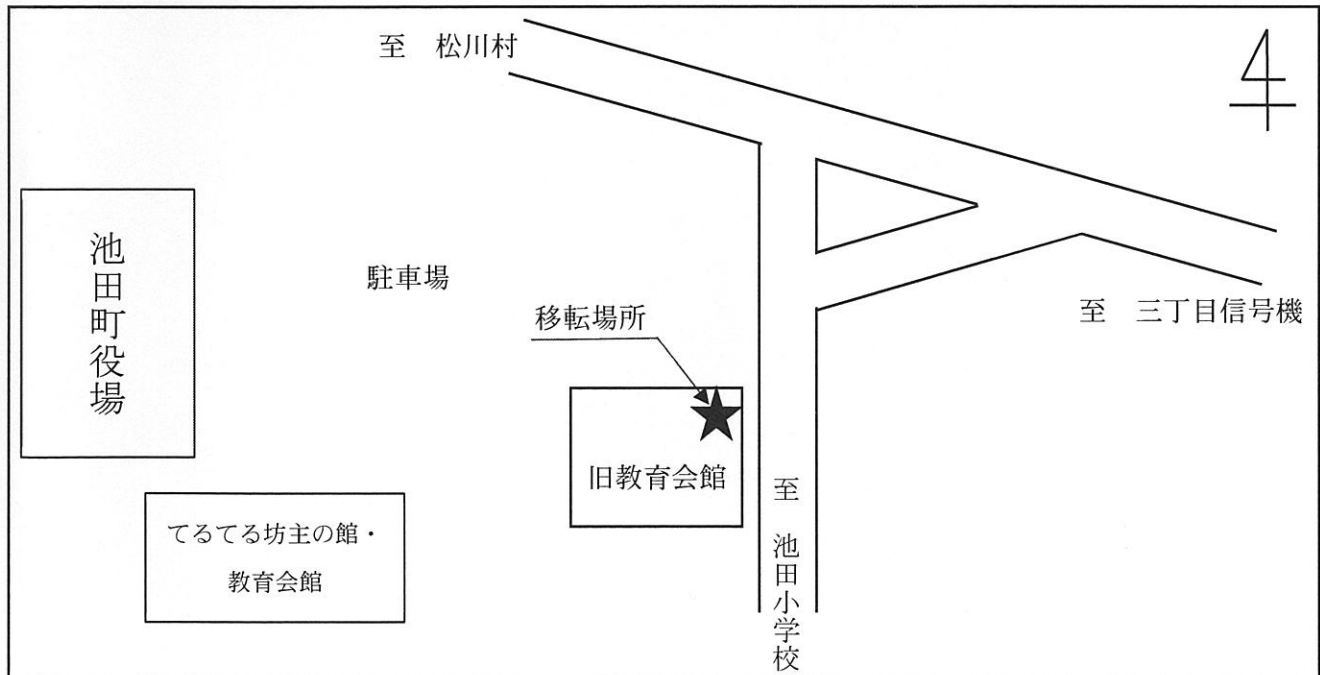 至　松川村
池田町役場
駐車場
移転場所
至　三丁目信号機
旧教育会館
至　池田小学校
てるてる坊主の館・
教育会館